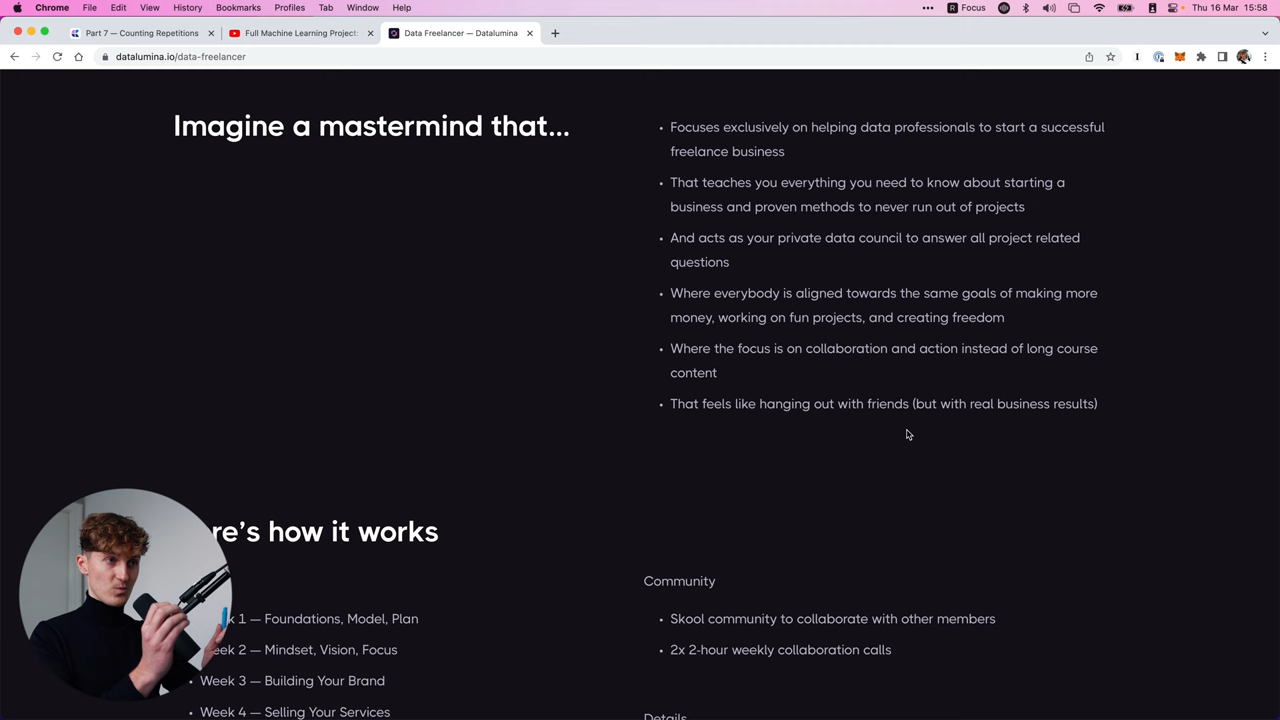 Chrome File Edit View History Bookmarks Profiles Tab Window Help
Focus Thu 16 Mar 15:58
Part 7 — Counting Repetitions
Full Machine Learning Project:
Data Freelancer — Datalumina
datalumina.io/data-freelancer
Imagine a mastermind that...
• Focuses exclusively on helping data professionals to start a successful
freelance business
• That teaches you everything you need to know about starting a
business and proven methods to never run out of projects
• And acts as your private data council to answer all project related
questions
• Where everybody is aligned towards the same goals of making more
money, working on fun projects, and creating freedom
• Where the focus is on collaboration and action instead of long course
content
• That feels like hanging out with friends (but with real business results)
re’s how it works
k 1 — Foundations, Model, Plan
eek 2 — Mindset, Vision, Focus
• Week 3 — Building Your Brand
• Week 4 — Selling Your Services
Community
• Skool community to collaborate with other members
• 2x 2-hour weekly collaboration calls
Details